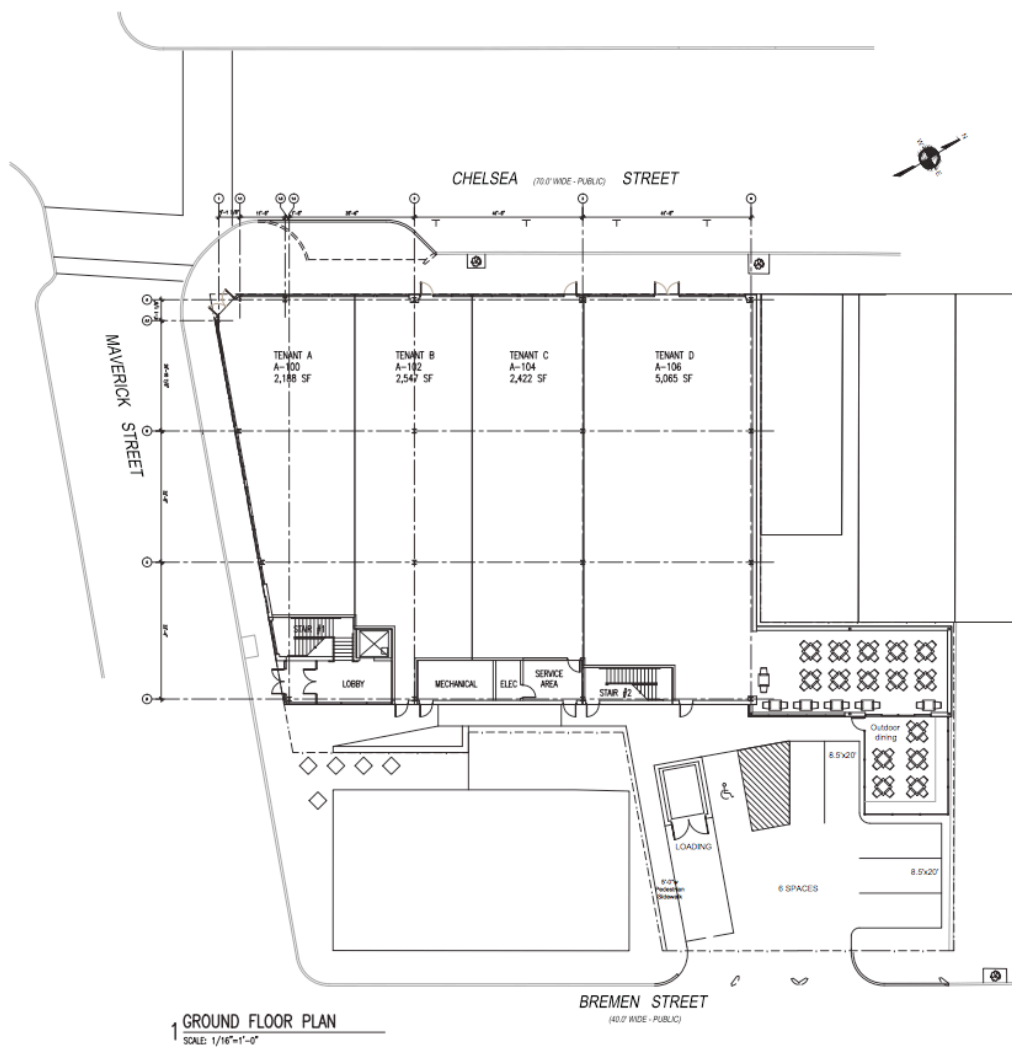 CHELSEA (70.0' WIDE - PUBLIC) STREET
MAVERICK STREET
TENANT A
A-100
2,188 SF
TENANT B
A-102
2,547 SF
TENANT C
A-104
2,422 SF
TENANT D
A-106
5,065 SF
STAIR #1
LOBBY
MECHANICAL
ELEC
SERVICE
AREA
STAIR #2
Outdoor
dining
8.5'x20'
LOADING
8.5'x20'
Pedestrian
Sidewalk
6 SPACES
BREMEN STREET
(40.0' WIDE - PUBLIC)
1 GROUND FLOOR PLAN
SCALE: 1/16"=1'-0"